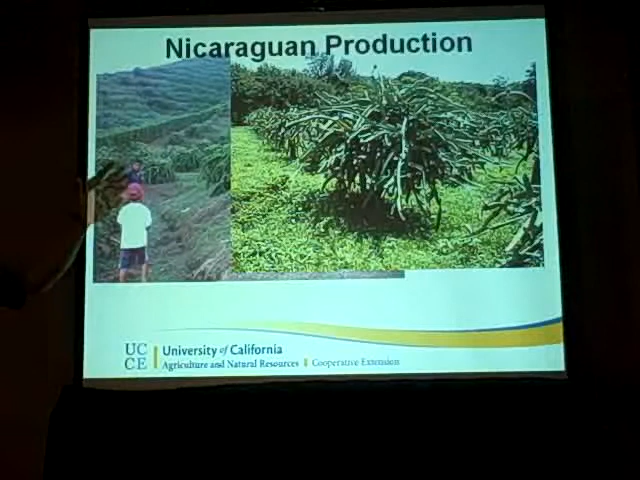 Nicaraguan Production
UC
CE
University of California
Agriculture and Natural Resources Cooperative Extension